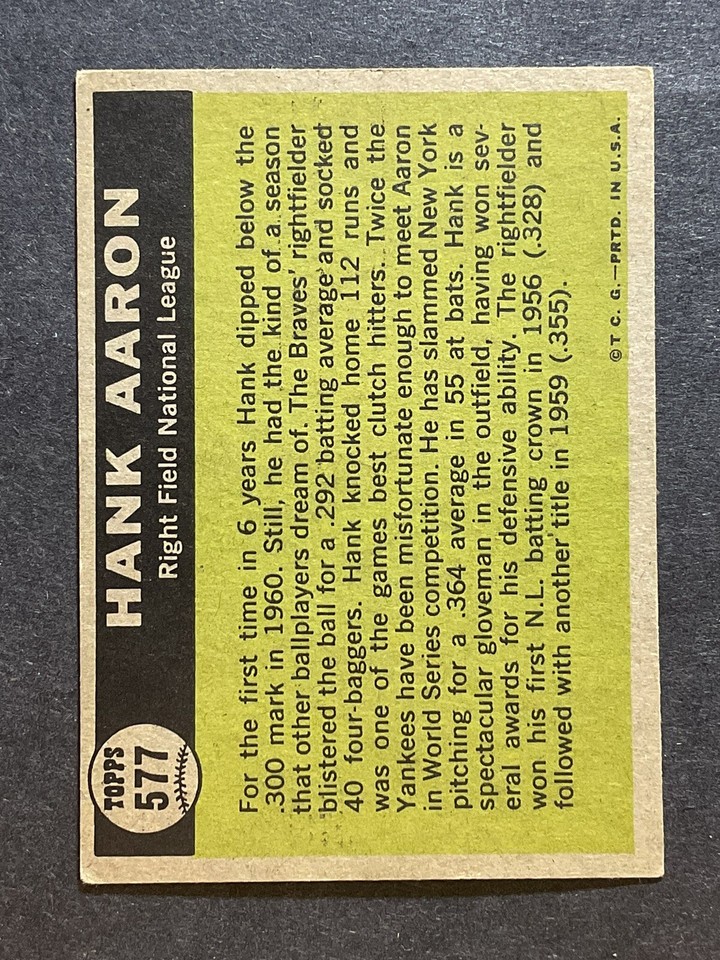 TOPPS
577
HANK AARON
Right Field National League
For the first time in 6 years Hank dipped below the
.300 mark in 1960. Still, he had the kind of a season
that other ballplayers dream of. The Braves' rightfielder
blistered the ball for a .292 batting average and socked
40 four-baggers. Hank knocked home 112 runs and
was one of the games best clutch hitters. Twice the
Yankees have been misfortunate enough to meet Aaron
in World Series competition. He has slammed New York
pitching for a .364 average in 55 at bats. Hank is a
spectacular gloveman in the outfield, having won sev-
eral awards for his defensive ability. The rightfielder
won his first N.L. batting crown in 1956 (.328) and
followed with another title in 1959 (.355).
© T. C. G.—PRTD. IN U.S.A.